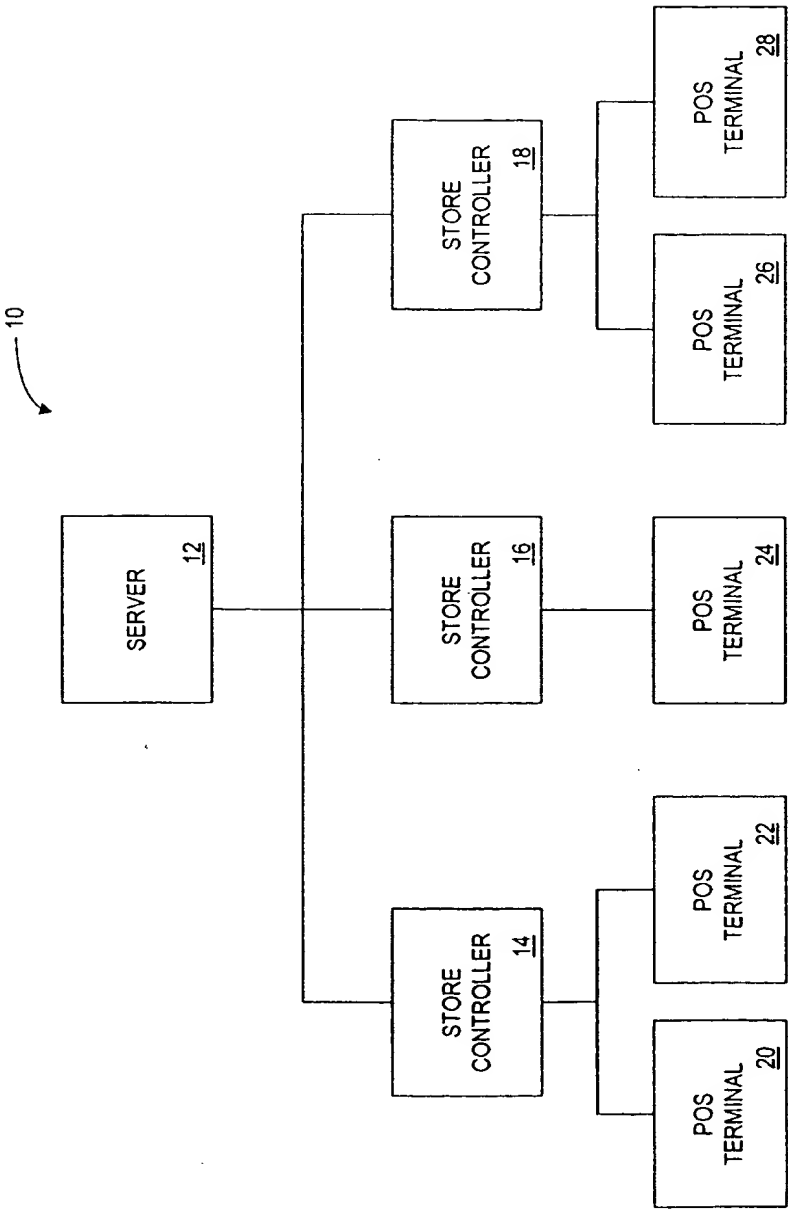 10
SERVER
12
STORE
CONTROLLER
14
STORE
CONTROLLER
16
STORE
CONTROLLER
18
POS
TERMINAL
20
POS
TERMINAL
22
POS
TERMINAL
24
POS
TERMINAL
26
POS
TERMINAL
28